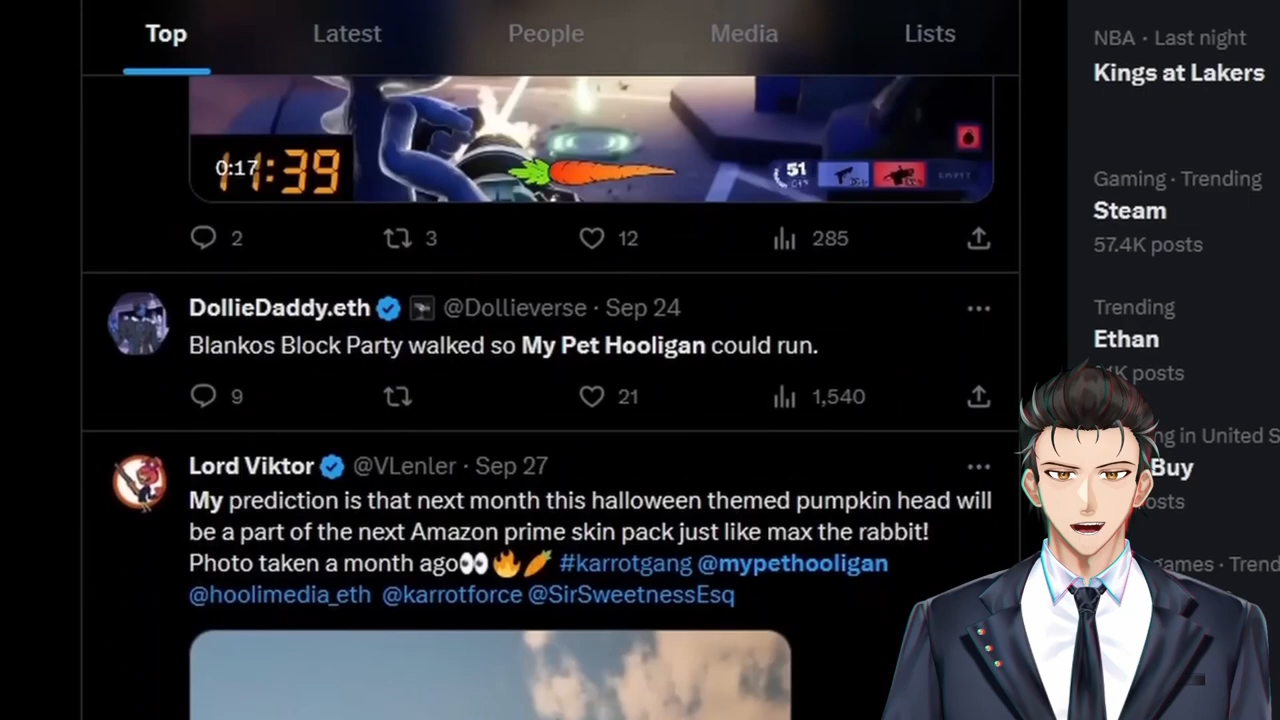 Top Latest People Media Lists
NBA · Last night
Kings at Lakers
0:17
11:39
51
Gaming · Trending
Steam
57.4K posts
2 3 12 285
DollieDaddy.eth @Dollieverse · Sep 24
Blankos Block Party walked so My Pet Hooligan could run.
9 21 1,540
Trending
Ethan
posts
Lord Viktor @VLenler · Sep 27
My prediction is that next month this halloween themed pumpkin head will
be a part of the next Amazon prime skin pack just like max the rabbit!
Photo taken a month ago👀🔥🥕 #karrotgang @mypethooligan
@hoolimedia_eth @karrotforce @SirSweetnessEsq
in United
Buy